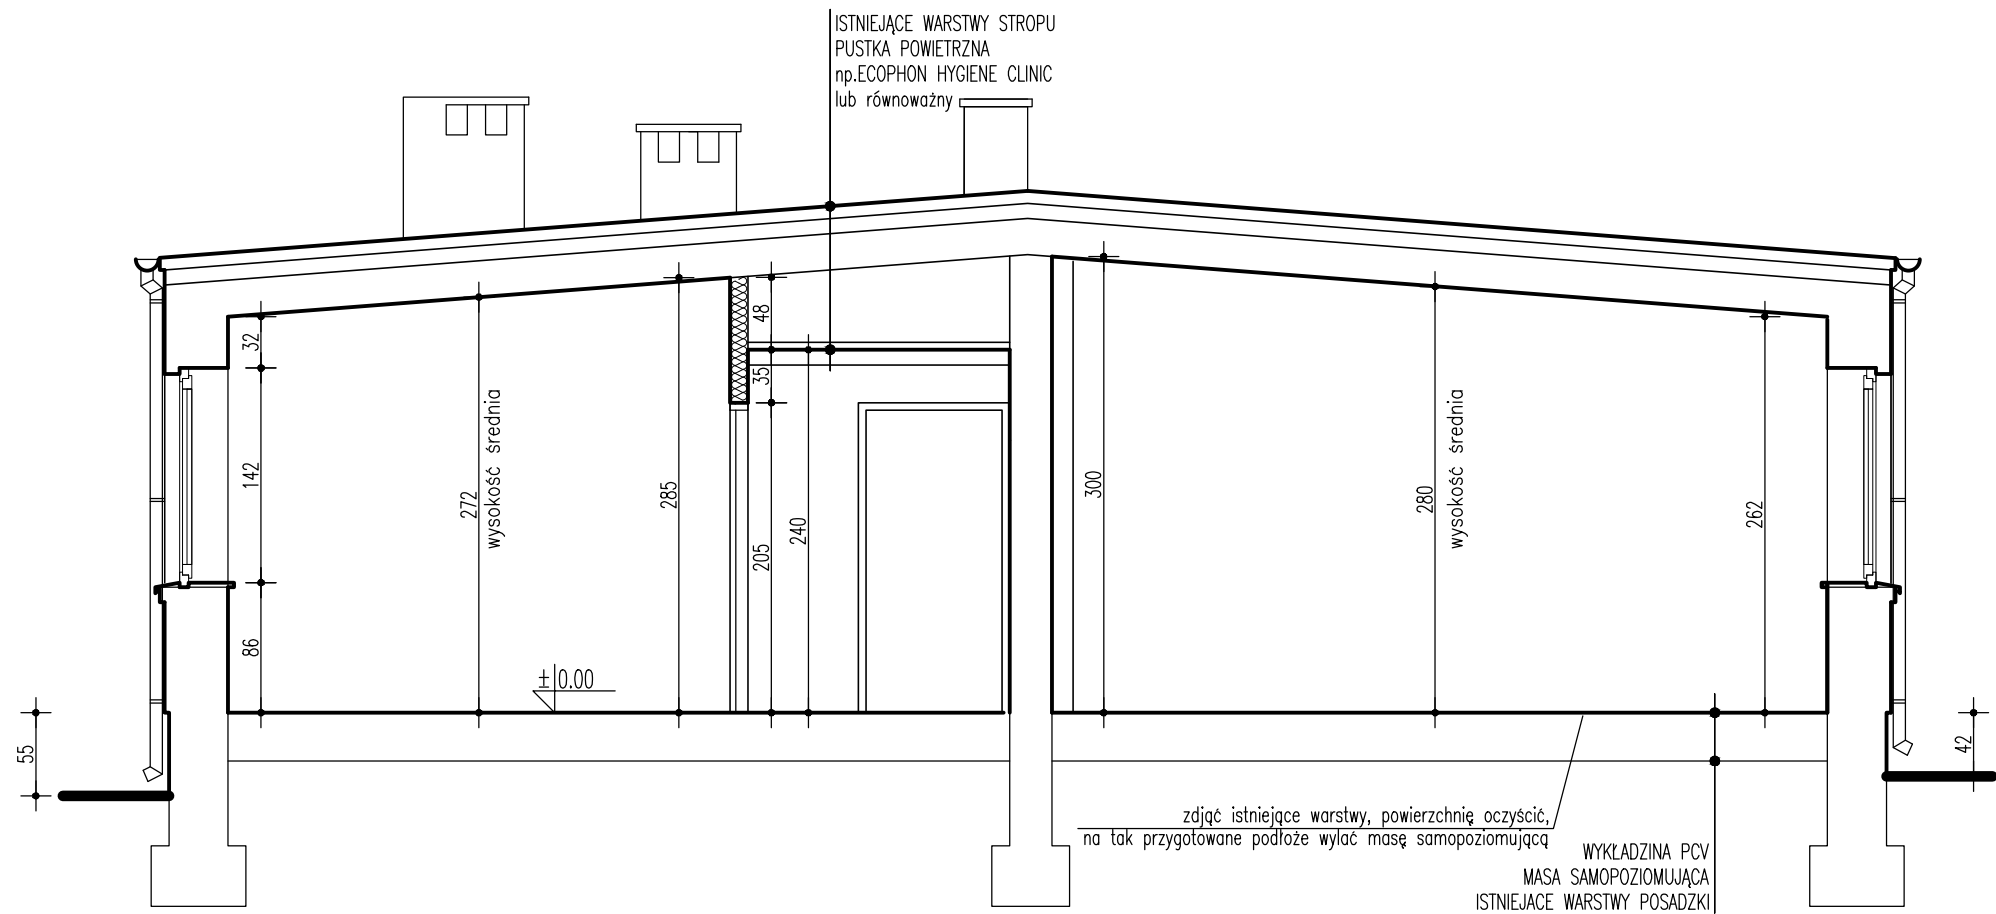 ISTNIEJĄCE WARSTWY STROPU
PUSTKA POWIETRZNA
np.ECOPHON HYGIENE CLINIC
lub równoważny
32
142
86
272
wysokość średnia
285
48
35
205
240
300
280
wysokość średnia
262
±0.00
55
42
zdjąć istniejące warstwy, powierzchnię oczyścić,
na tak przygotowane podłoże wylać masę samopoziomującą
WYKŁADZINA PCV
MASA SAMOPOZIOMUJĄCA
ISTNIEJACE WARSTWY POSADZKI